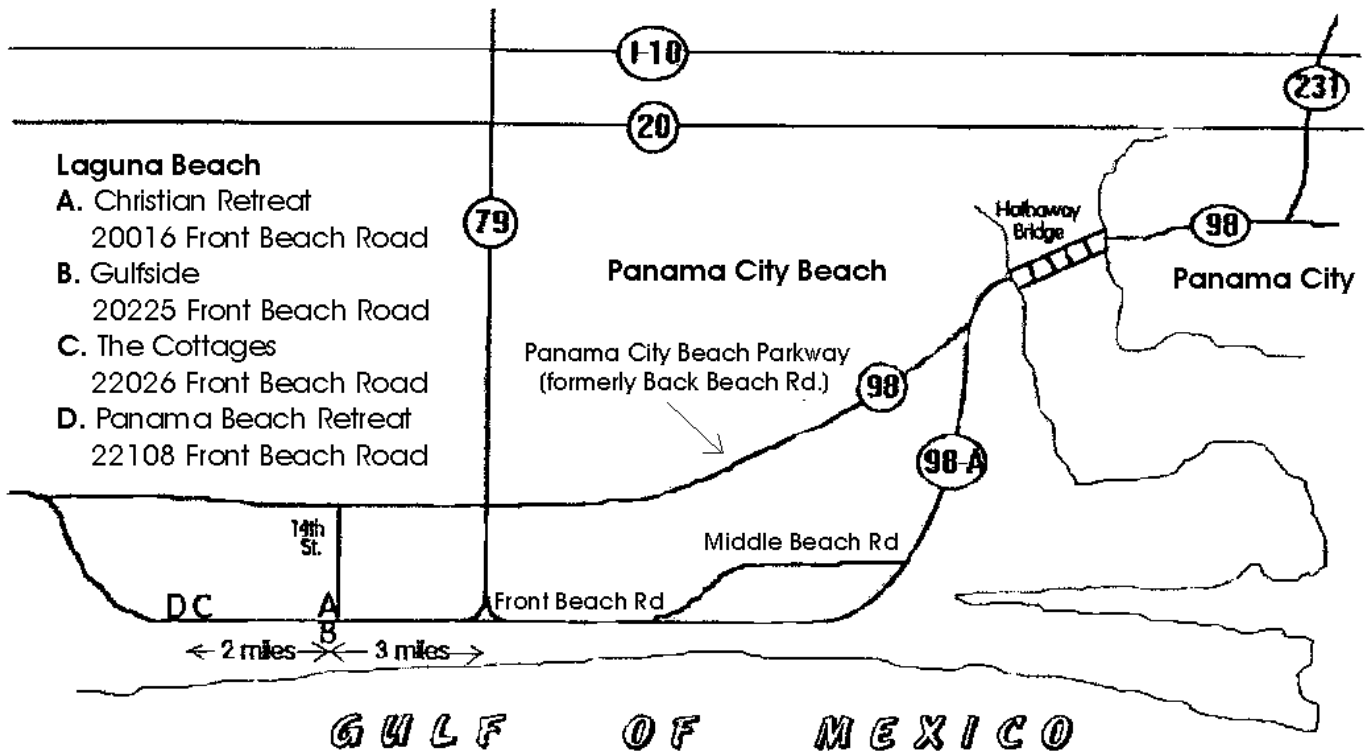 I-10
231
20
Laguna Beach
A. Christian Retreat
20016 Front Beach Road
B. Gulfside
20225 Front Beach Road
C. The Cottages
22026 Front Beach Road
D. Panama Beach Retreat
22108 Front Beach Road
79
Hathaway
Bridge
98
Panama City Beach
Panama City
Panama City Beach Parkway
(formerly Back Beach Rd.)
98
98-A
14th
St.
Middle Beach Rd
D C
A
Front Beach Rd
B
2 miles
3 miles
GULF OF MEXICO